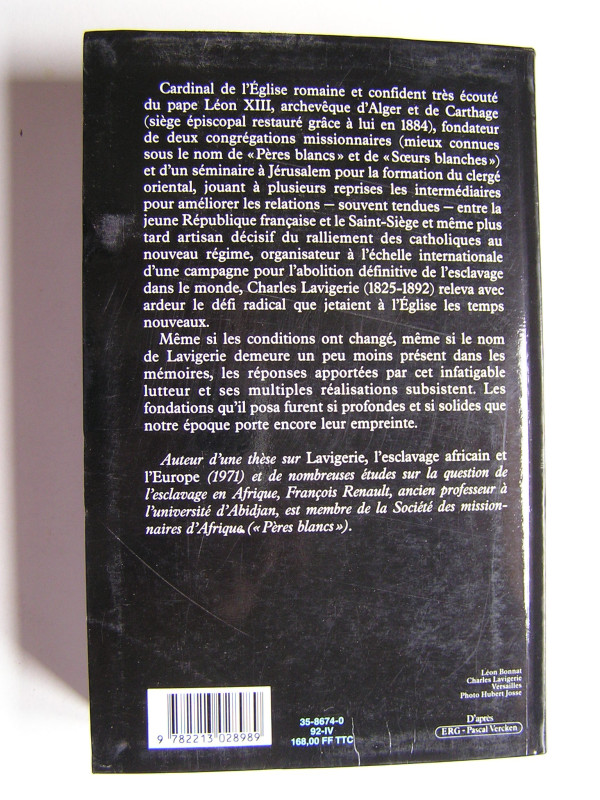 Cardinal de l'Église romaine et confident très écouté
du pape Léon XIII, archevêque d'Alger et de Carthage
(siège épiscopal restauré grâce à lui en 1884), fondateur
de deux congrégations missionnaires (mieux connues
sous le nom de « Pères blancs » et de « Sœurs blanches »)
et d'un séminaire à Jérusalem pour la formation du clergé
oriental, jouant à plusieurs reprises les intermédiaires
pour améliorer les relations — souvent tendues — entre la
jeune République française et le Saint-Siège et même plus
tard artisan décisif du ralliement des catholiques au
nouveau régime, organisateur à l'échelle internationale
d'une campagne pour l'abolition définitive de l'esclavage
dans le monde, Charles Lavigerie (1825-1892) releva avec
ardeur le défi radical que jetaient à l'Église les temps
nouveaux.
Même si les conditions ont changé, même si le nom
de Lavigerie demeure un peu moins présent dans les
mémoires, les réponses apportées par cet infatigable
lutteur et ses multiples réalisations subsistent. Les
fondations qu'il posa furent si profondes et si solides que
notre époque porte encore leur empreinte.
Auteur d'une thèse sur Lavigerie, l'esclavage africain et
l'Europe (1971) et de nombreuses études sur la question de
l'esclavage en Afrique, François Renault, ancien professeur à
l'université d'Abidjan, est membre de la Société des mission-
naires d'Afrique (« Pères blancs »).
Léon Bonnat
Charles Lavigerie
Versailles
Photo Hubert Josse
D'après
ERG - Pascal Vercken
35-8674-0
92-IV
168,00 FF TTC
9 782213 028989